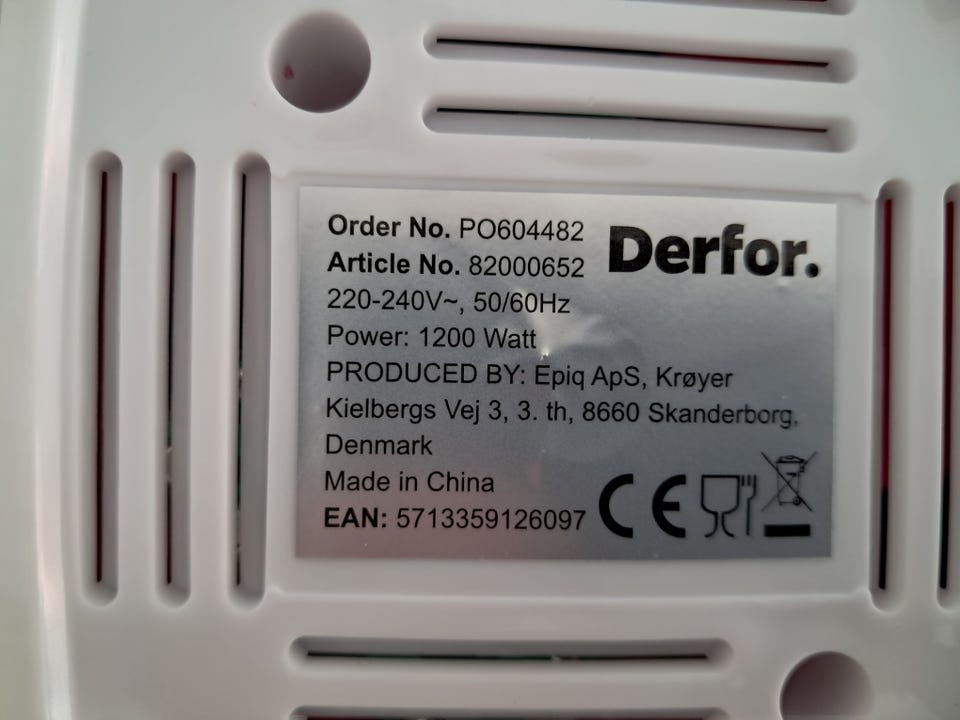 Order No. PO604482
Derfor.
Article No. 82000652
220-240V~, 50/60Hz
Power: 1200 Watt
PRODUCED BY: Epiq ApS, Krøyer
Kielbergs Vej 3, 3. th, 8660 Skanderborg,
Denmark
Made in China
EAN: 5713359126097
CE